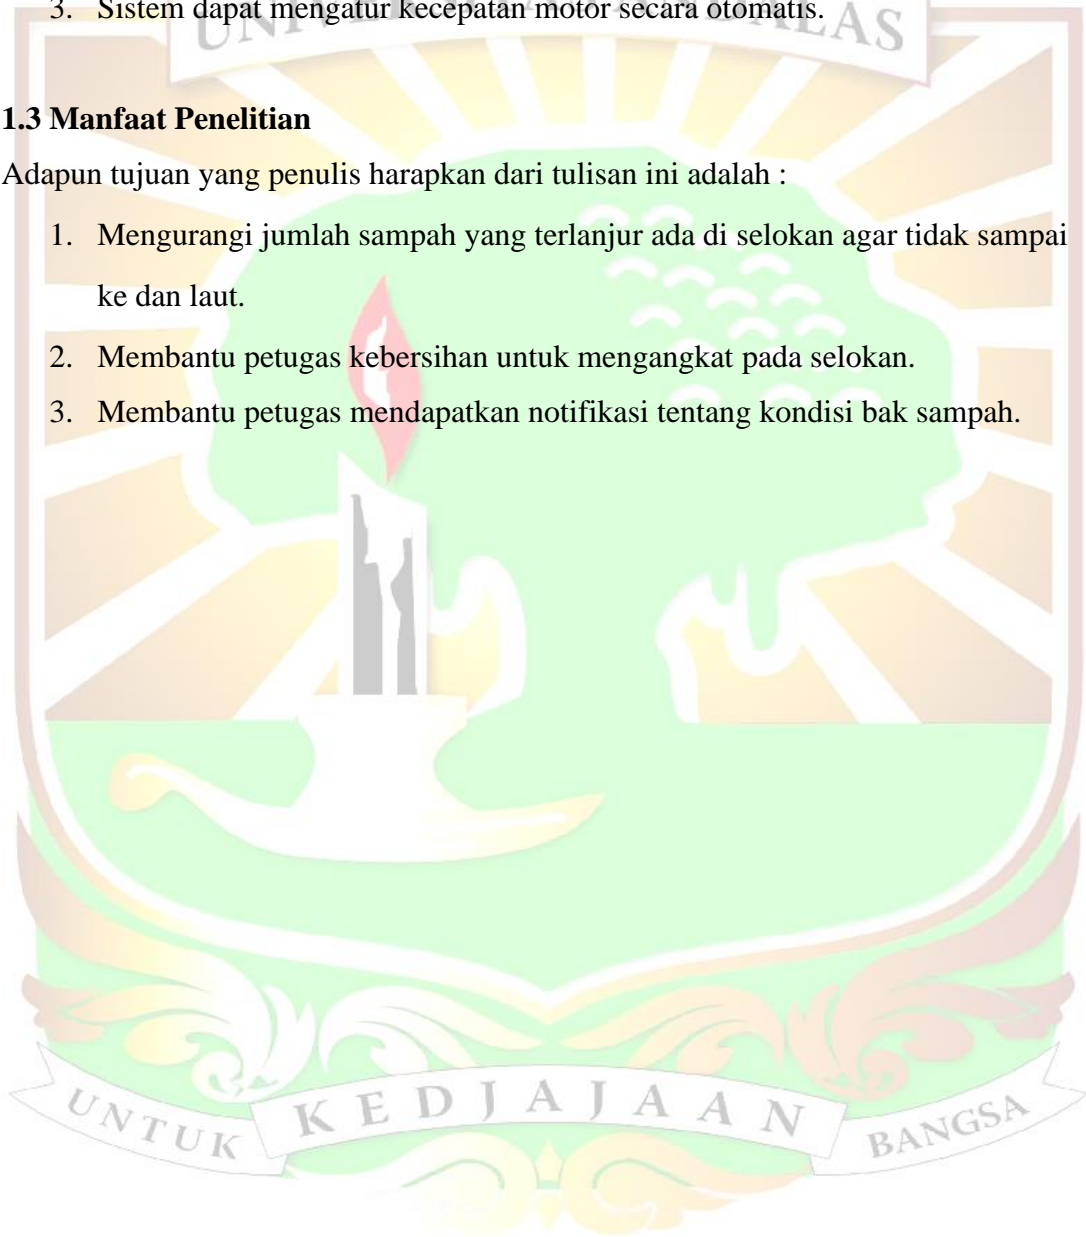 3. Sistem dapat mengatur kecepatan motor secara otomatis.
1.3 Manfaat Penelitian
Adapun tujuan yang penulis harapkan dari tulisan ini adalah :
1. Mengurangi jumlah sampah yang terlanjur ada di selokan agar tidak sampai
ke dan laut.
2. Membantu petugas kebersihan untuk mengangkat pada selokan.
3. Membantu petugas mendapatkan notifikasi tentang kondisi bak sampah.
UNTUK KEDJAJAAN BANGSA